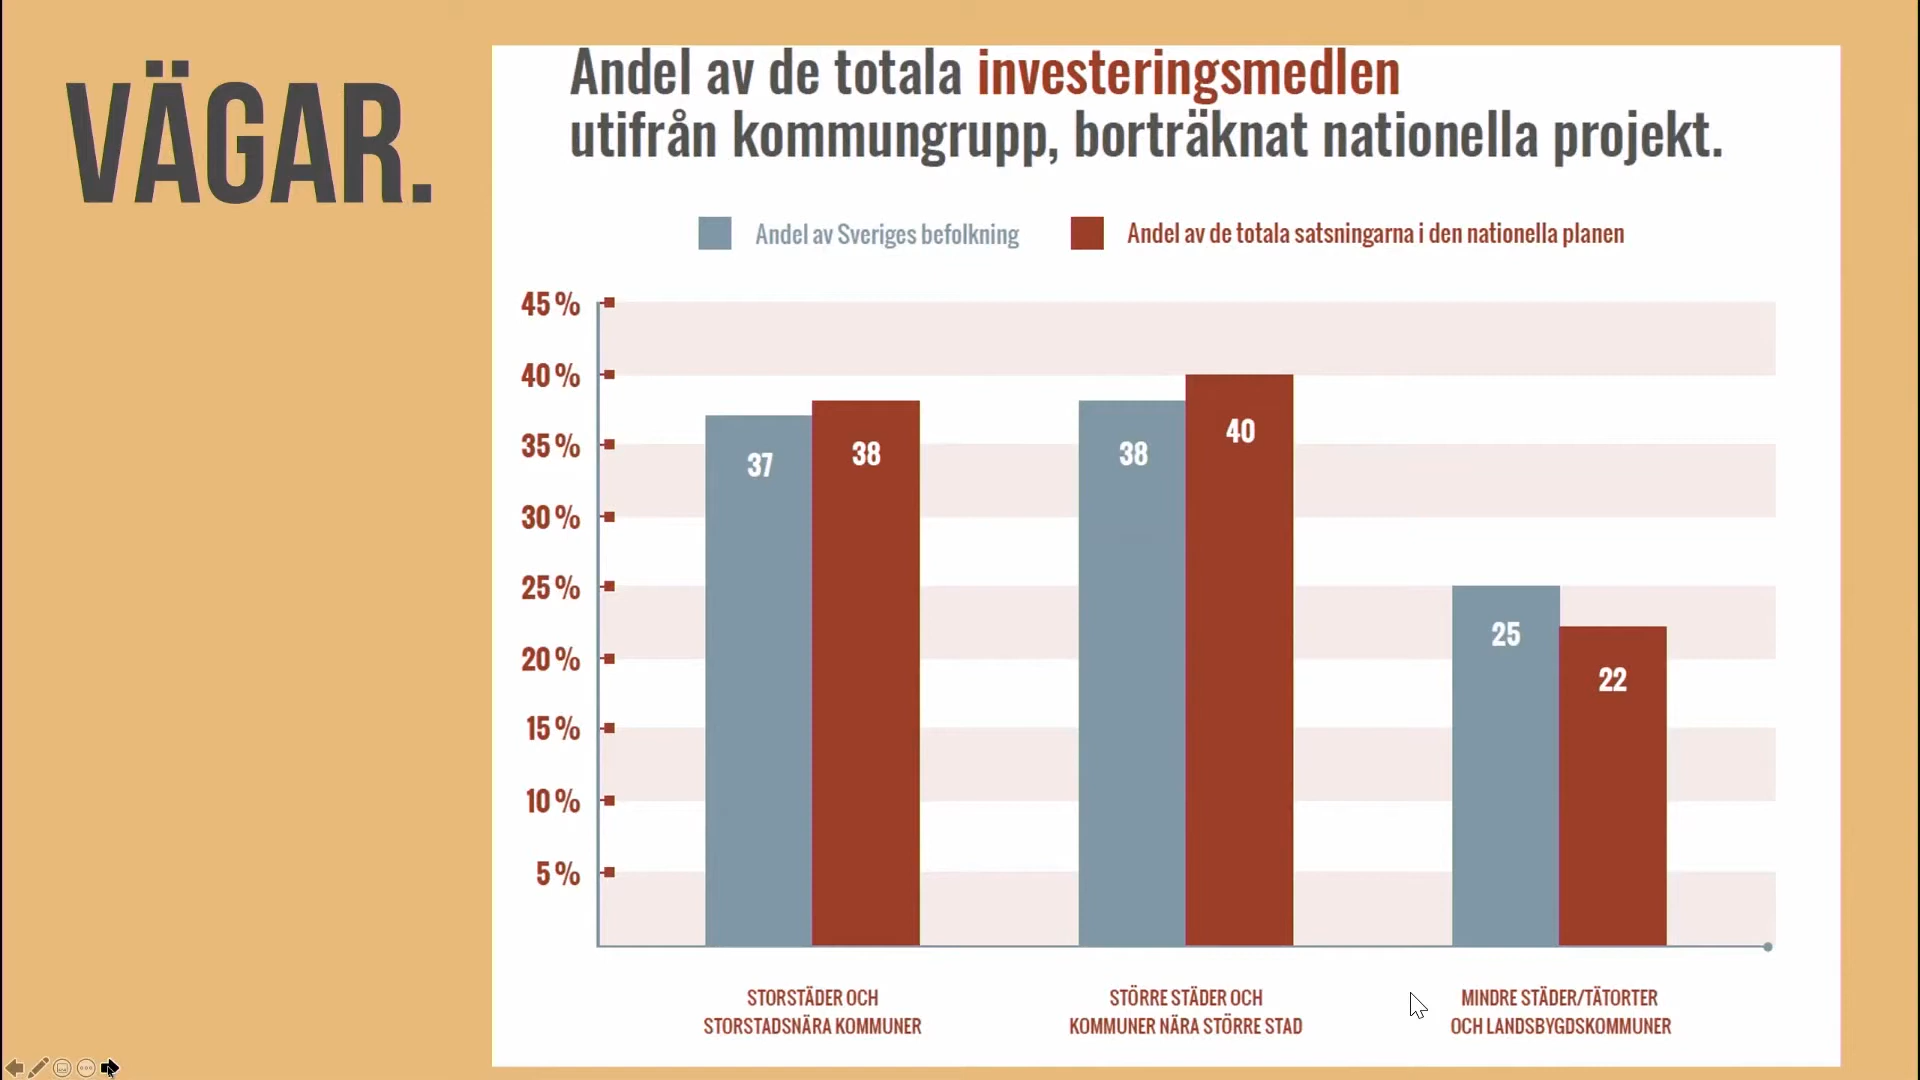 VÄGAR.
Andel av de totala investeringsmedlen
utifrån kommungrupp, borträknat nationella projekt.
Andel av Sveriges befolkning
Andel av de totala satsningarna i den nationella planen
45 %
40 %
35 %
30 %
25 %
20 %
15 %
10 %
5 %
37
38
38
40
25
22
STORSTÄDER OCH
STORSTADSNÄRA KOMMUNER
STÖRRE STÄDER OCH
KOMMUNER NÄRA STÖRRE STAD
MINDRE STÄDER/TÄTORTER
OCH LANDSBYGDSKOMMUNER